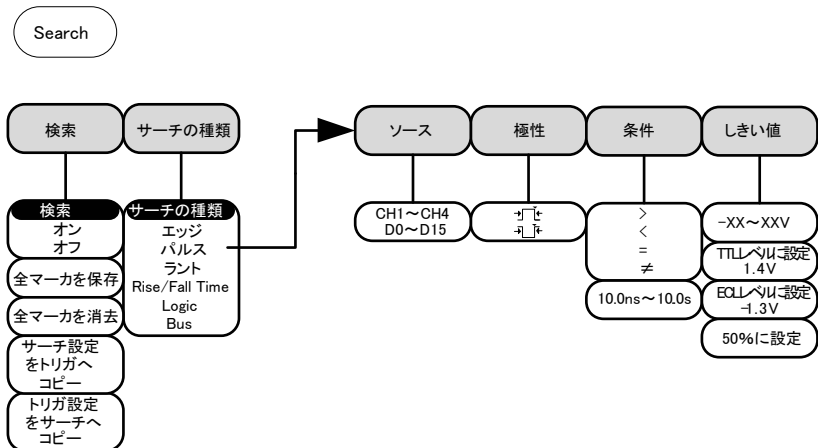 Search
検索
サーチの種類
ソース
極性
条件
しきい値
検索
オン
オフ
全マーカを保存
全マーカを消去
サーチ設定
をトリガへ
コピー
トリガ設定
をサーチへ
コピー
サーチの種類
エッジ
パルス
ラント
Rise/Fall Time
Logic
Bus
CH1～CH4
D0～D15
>
<
=
≠
10.0ns～10.0s
-XX～XXV
TTLレベルに設定
1.4V
ECLレベルに設定
-1.3V
50%に設定